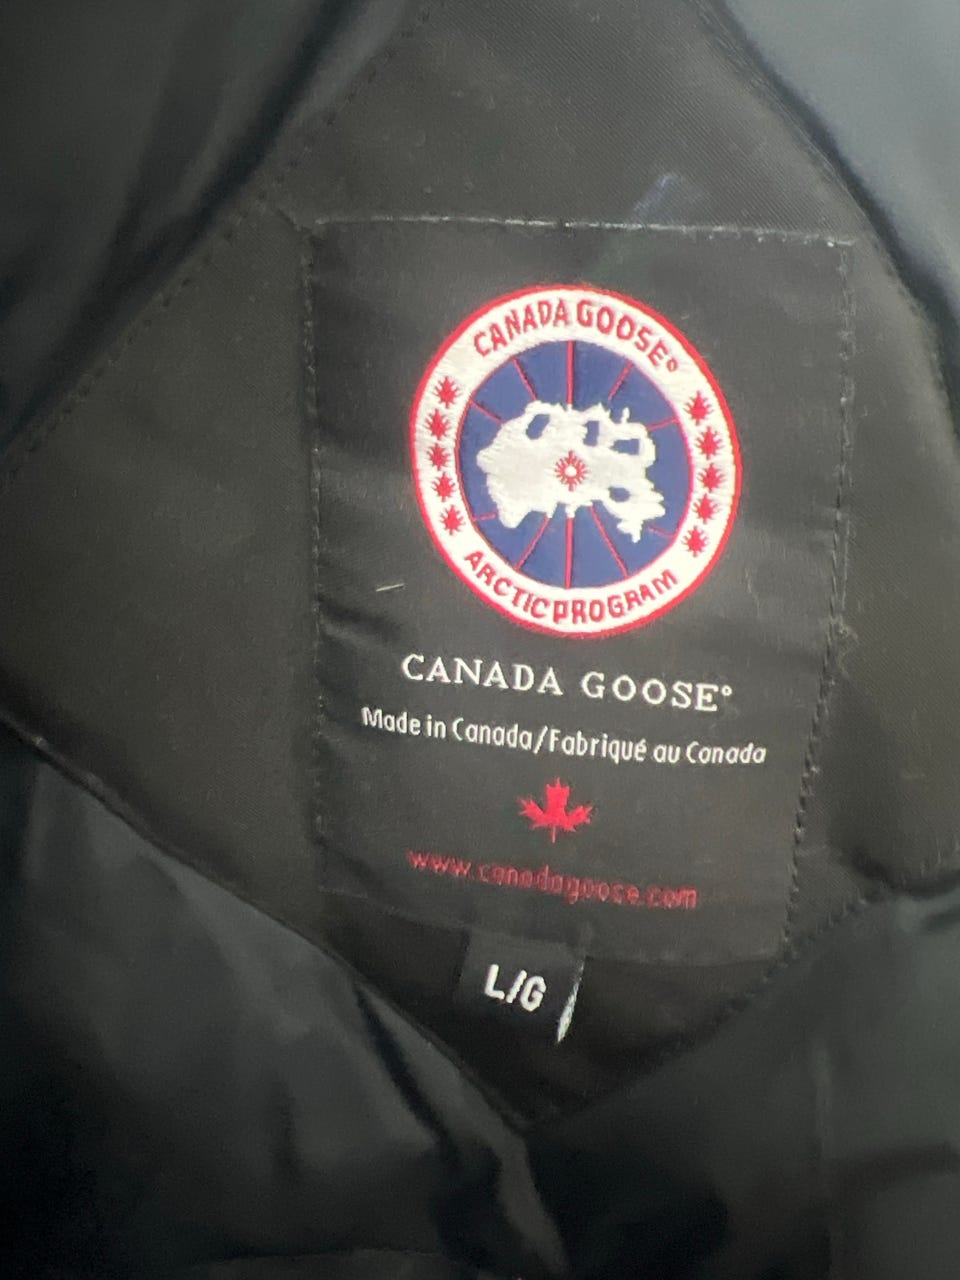 CANADA GOOSE®
ARCTIC PROGRAM
CANADA GOOSE®
Made in Canada/Fabriqué au Canada
www.canadagoose.com
L/G